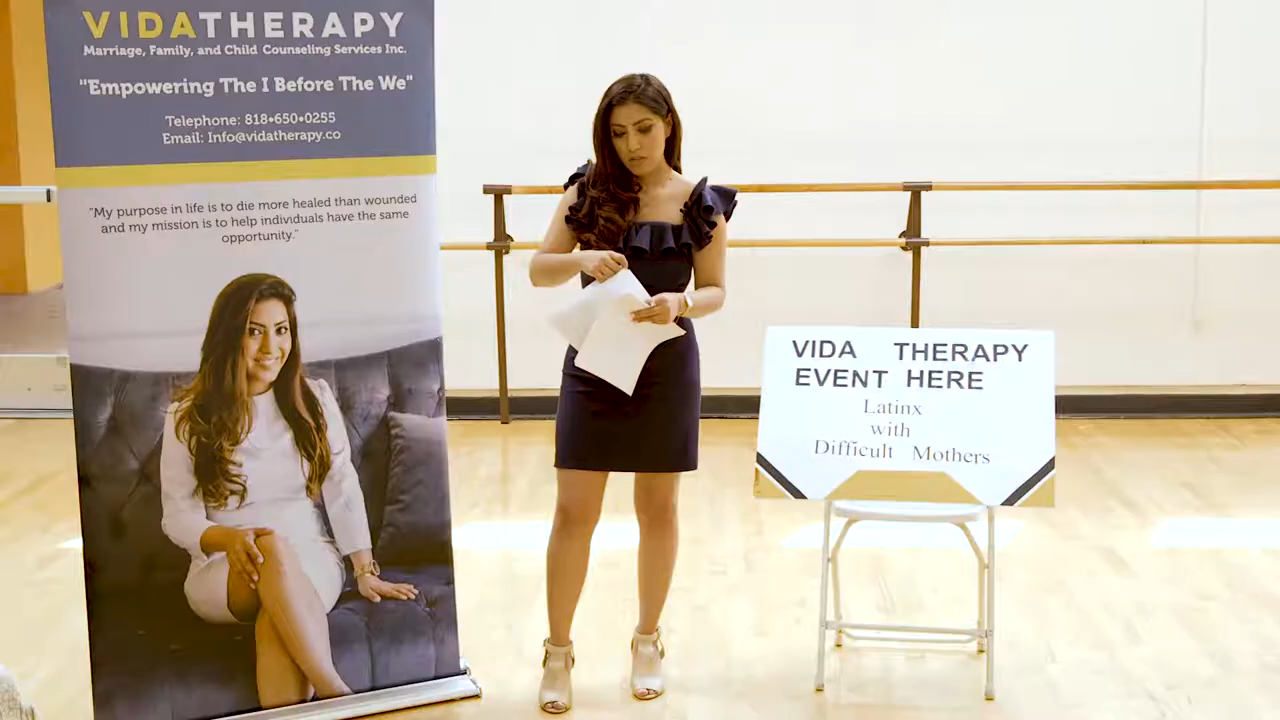 VIDATHERAPY
Marriage, Family, and Child Counseling Services Inc.
"Empowering The I Before The We"
Telephone: 818•650•0255
Email: Info@vidatherapy.co
"My purpose in life is to die more healed than wounded
and my mission is to help individuals have the same
opportunity."
VIDA THERAPY
EVENT HERE
Latinx
with
Difficult Mothers